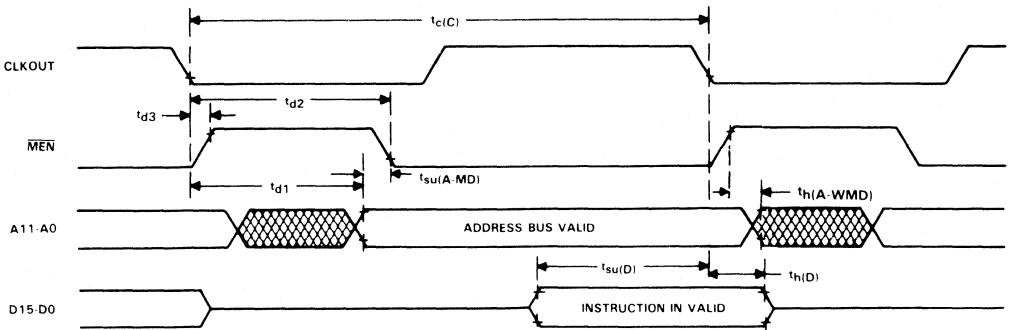 tc(C)
CLKOUT
td2
td3
MEN
tsu(A-MD)
td1
th(A-WMD)
A11-A0
ADDRESS BUS VALID
tsu(D)
th(D)
D15-D0
INSTRUCTION IN VALID